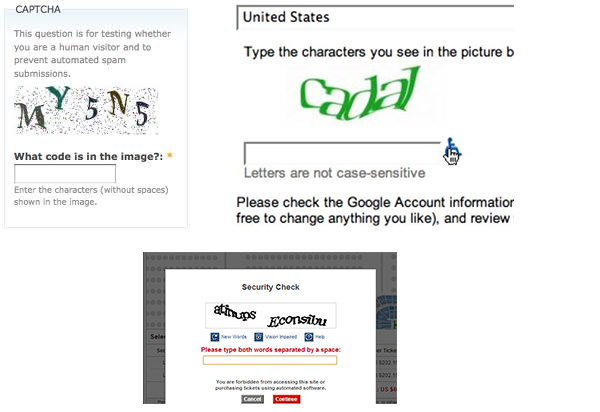 CAPTCHA
This question is for testing whether
you are a human visitor and to
prevent automated spam
submissions.
MY5N5
What code is in the image?: *
Enter the characters (without spaces)
shown in the image.
United States
Type the characters you see in the picture b
cadal
Letters are not case-sensitive
Please check the Google Account informatior
free to change anything you like), and review
Security Check
atinups Econsibu
New Words Vision Impaired Help
Please type both words separated by a space:
You are forbidden from accessing this site or
purchasing tickets using automated software.
Cancel Continue